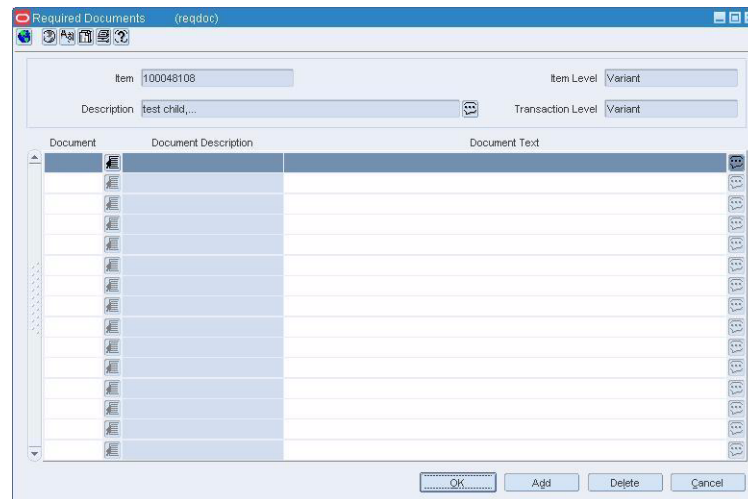 Required Documents (reqdoc)
Item 100048108 Item Level Variant
Description test child,... Transaction Level Variant
Document Document Description Document Text
OK Add Delete Cancel